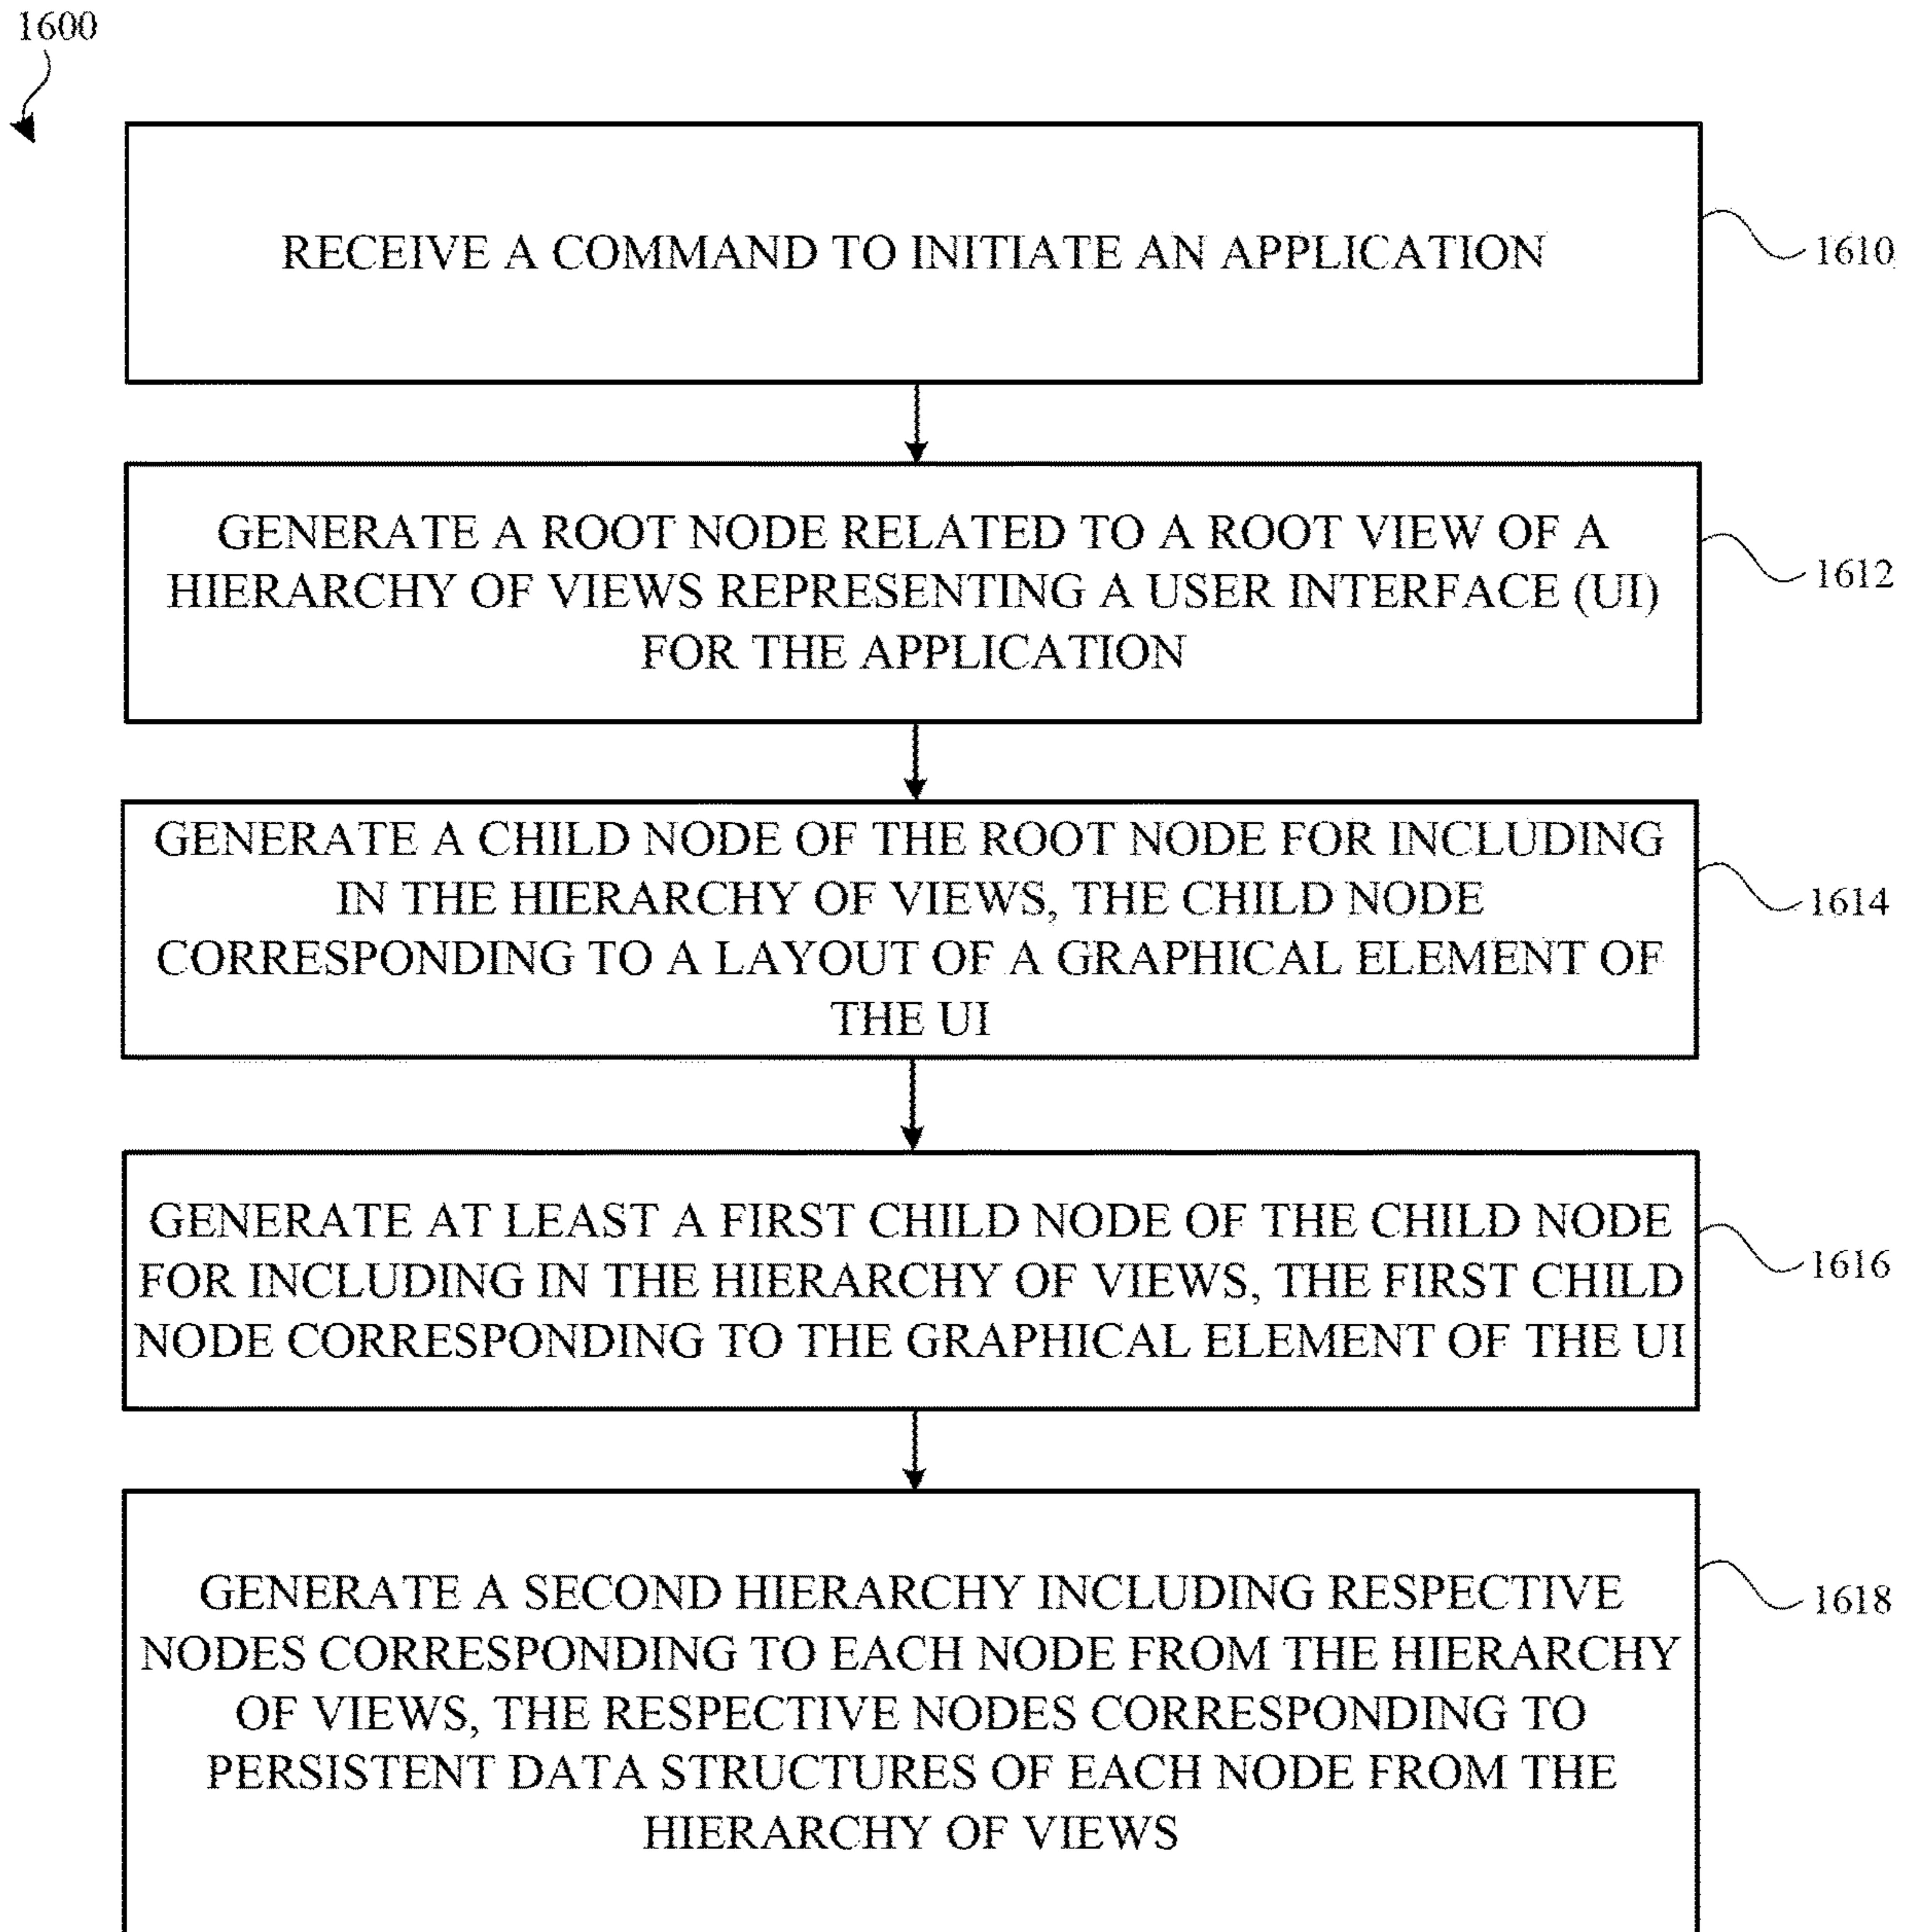 1600
RECEIVE A COMMAND TO INITIATE AN APPLICATION
1610
GENERATE A ROOT NODE RELATED TO A ROOT VIEW OF A
HIERARCHY OF VIEWS REPRESENTING A USER INTERFACE (UI)
FOR THE APPLICATION
1612
GENERATE A CHILD NODE OF THE ROOT NODE FOR INCLUDING
IN THE HIERARCHY OF VIEWS, THE CHILD NODE
CORRESPONDING TO A LAYOUT OF A GRAPHICAL ELEMENT OF
THE UI
1614
GENERATE AT LEAST A FIRST CHILD NODE OF THE CHILD NODE
FOR INCLUDING IN THE HIERARCHY OF VIEWS, THE FIRST CHILD
NODE CORRESPONDING TO THE GRAPHICAL ELEMENT OF THE UI
1616
GENERATE A SECOND HIERARCHY INCLUDING RESPECTIVE
NODES CORRESPONDING TO EACH NODE FROM THE HIERARCHY
OF VIEWS, THE RESPECTIVE NODES CORRESPONDING TO
PERSISTENT DATA STRUCTURES OF EACH NODE FROM THE
HIERARCHY OF VIEWS
1618